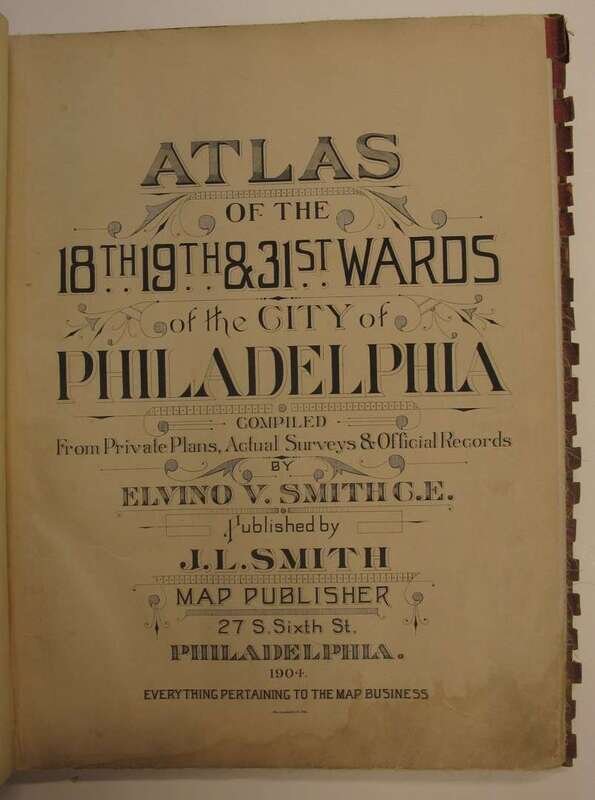 ATLAS
OF THE
18TH 19TH & 31ST WARDS
of the CITY of
PHILADELPHIA
COMPILED
From Private Plans, Actual Surveys & Official Records
BY
ELVINO V. SMITH C.E.
Published by
J.L. SMITH
MAP PUBLISHER
27 S. Sixth St.
PHILADELPHIA.
1904.
EVERYTHING PERTAINING TO THE MAP BUSINESS